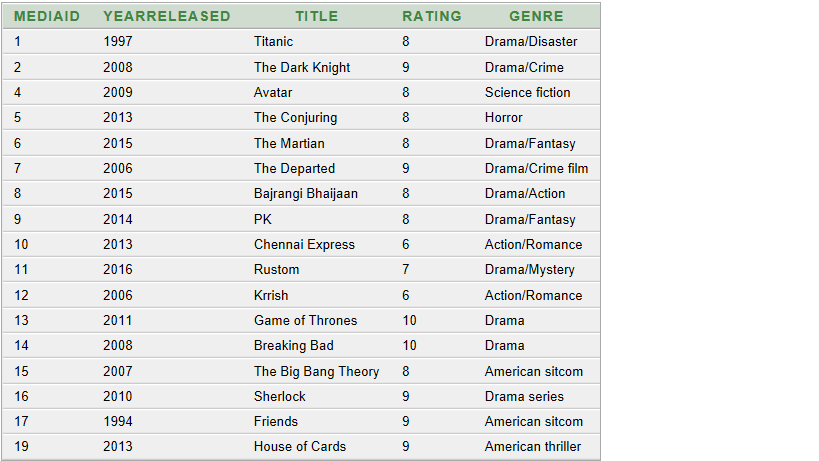 MEDIAID YEARRELEASED TITLE RATING GENRE
1 1997 Titanic 8 Drama/Disaster
2 2008 The Dark Knight 9 Drama/Crime
4 2009 Avatar 8 Science fiction
5 2013 The Conjuring 8 Horror
6 2015 The Martian 8 Drama/Fantasy
7 2006 The Departed 9 Drama/Crime film
8 2015 Bajrangi Bhaijaan 8 Drama/Action
9 2014 PK 8 Drama/Fantasy
10 2013 Chennai Express 6 Action/Romance
11 2016 Rustom 7 Drama/Mystery
12 2006 Krrish 6 Action/Romance
13 2011 Game of Thrones 10 Drama
14 2008 Breaking Bad 10 Drama
15 2007 The Big Bang Theory 8 American sitcom
16 2010 Sherlock 9 Drama series
17 1994 Friends 9 American sitcom
19 2013 House of Cards 9 American thriller